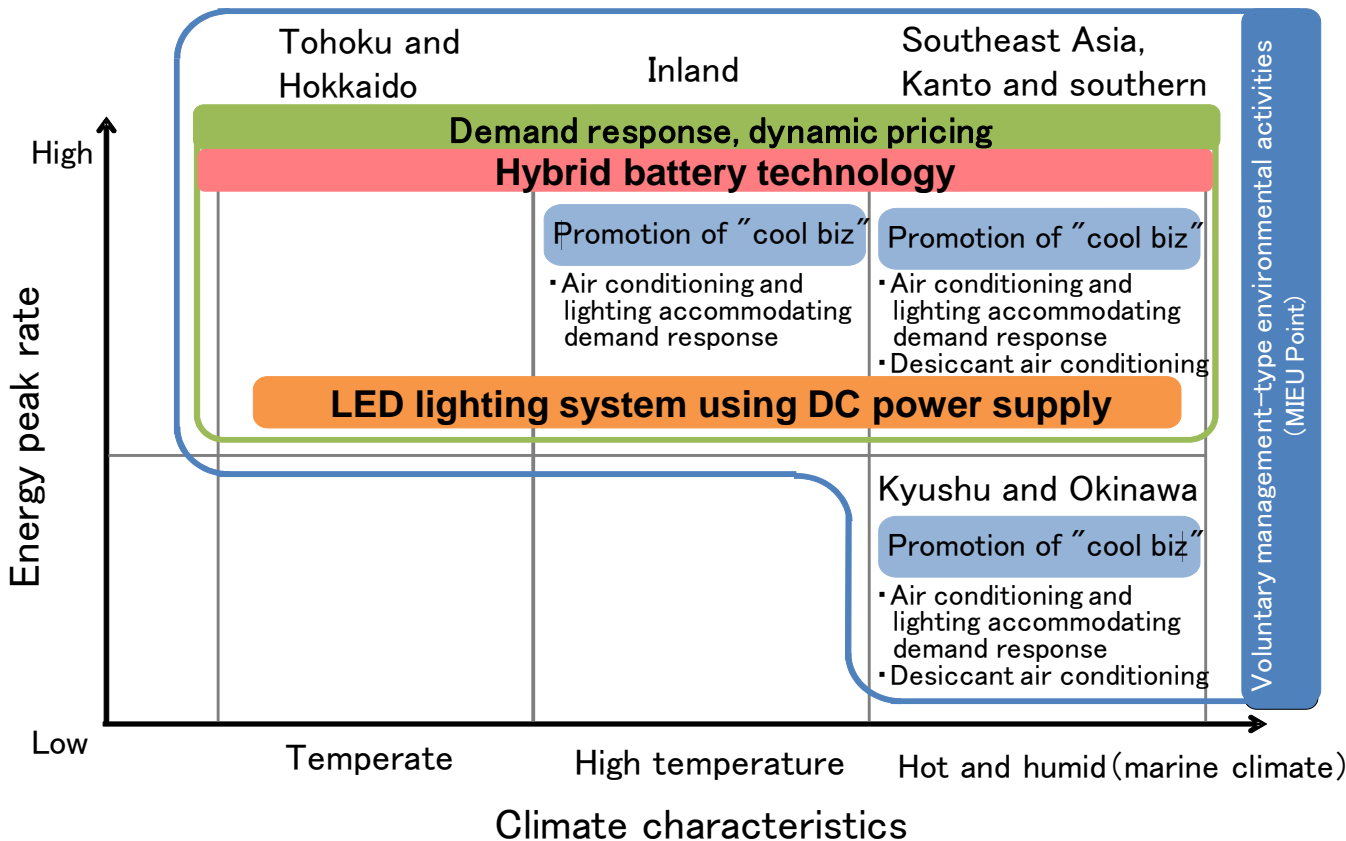 Tohoku and
Hokkaido
Inland
Southeast Asia,
Kanto and southern
Demand response, dynamic pricing
High
Hybrid battery technology
Promotion of "cool biz"
・Air conditioning and
lighting accommodating
demand response
Promotion of "cool biz"
・Air conditioning and
lighting accommodating
demand response
・Desiccant air conditioning
LED lighting system using DC power supply
Kyushu and Okinawa
Promotion of "cool biz"
・Air conditioning and
lighting accommodating
demand response
・Desiccant air conditioning
Voluntary management-type environmental activities
(MIEU Point)
Energy peak rate
Low
Temperate
High temperature
Hot and humid(marine climate)
Climate characteristics